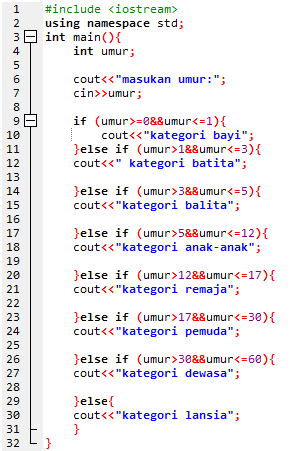 1 #include <iostream>
2 using namespace std;
3 int main(){
4 int umur;
5
6 cout<<"masukan umur:";
7 cin>>umur;
8
9 if (umur>=0&&umur<=1){
10 cout<<"kategori bayi";
11 }else if (umur>1&&umur<=3){
12 cout<<" kategori batita";
13
14 }else if (umur>3&&umur<=5){
15 cout<<"kategori balita";
16
17 }else if (umur>5&&umur<=12){
18 cout<<"kategori anak-anak";
19
20 }else if (umur>12&&umur<=17){
21 cout<<"kategori remaja";
22
23 }else if (umur>17&&umur<=30){
24 cout<<"kategori pemuda";
25
26 }else if (umur>30&&umur<=60){
27 cout<<"kategori dewasa";
28
29 }else{
30 cout<<"kategori lansia";
31 }
32 }